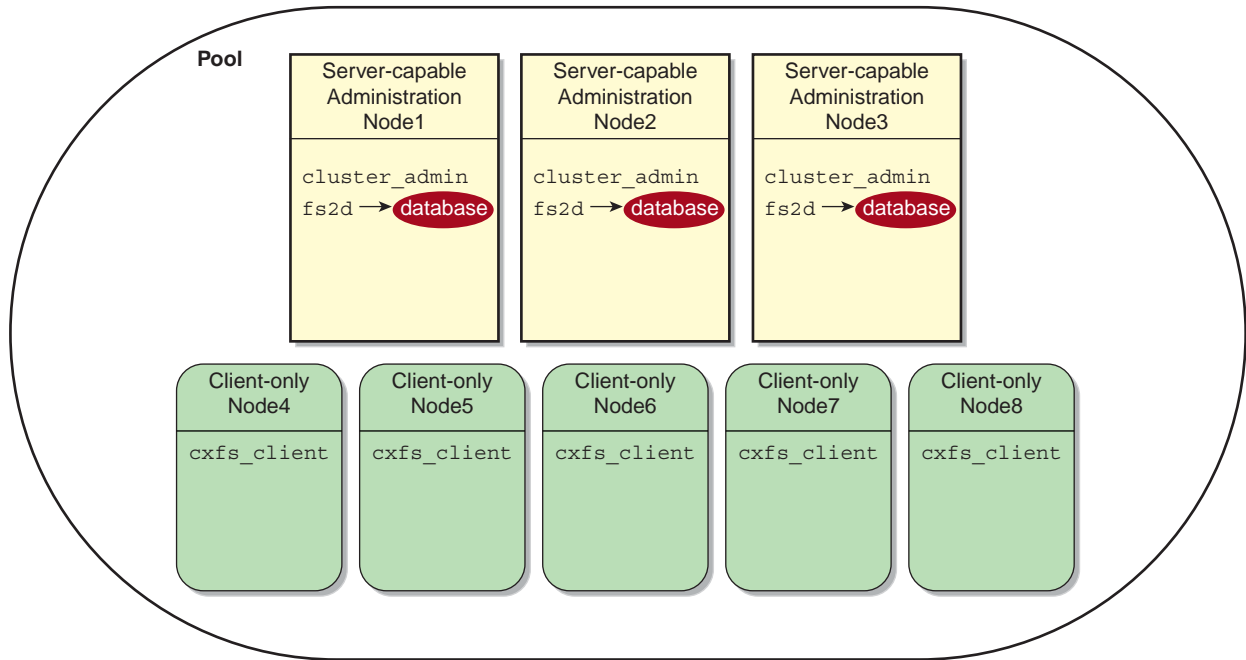 Pool
Server-capable
Administration
Node1
cluster_admin
fs2d
database
Server-capable
Administration
Node2
cluster_admin
fs2d
database
Server-capable
Administration
Node3
cluster_admin
fs2d
database
Client-only
Node4
cxfs_client
Client-only
Node5
cxfs_client
Client-only
Node6
cxfs_client
Client-only
Node7
cxfs_client
Client-only
Node8
cxfs_client